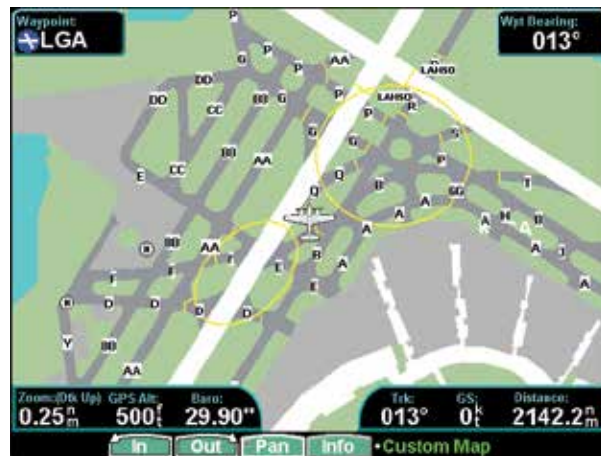 Waypoint:
LGA
Wpt Bearing:
013°
P
P
G
P
AA
P
LAHSO
DD
DD
BB
G
P
LAHSO
CC
G
P
R
S
BB
AA
G
P
E
CC
Q
Q
B
GG
T
A
A
A
A
H
B
A
BB
AA
F
F
E
B
A
J
F
E
A
D
D
D
D
Y
BB
AA
Zoom:(Dtk Up)
0.25nm
GPS Alt:
500ft
Baro:
29.90"
Trk:
013°
GS:
0kt
Distance:
2142.2nm
In
Out
Pan
Info
Custom Map